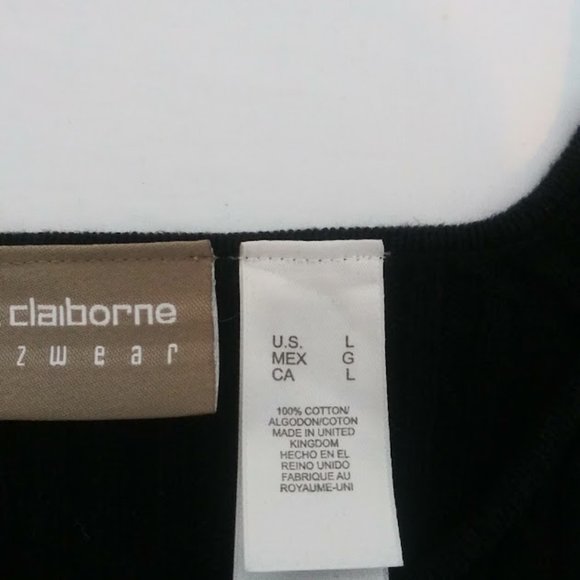 claiborne
zwear
U.S. L
MEX G
CA L
100% COTTON/
ALGODON/COTON
MADE IN UNITED
KINGDOM
HECHO EN EL
REINO UNIDO
FABRIQUE AU
ROYAUME-UNI